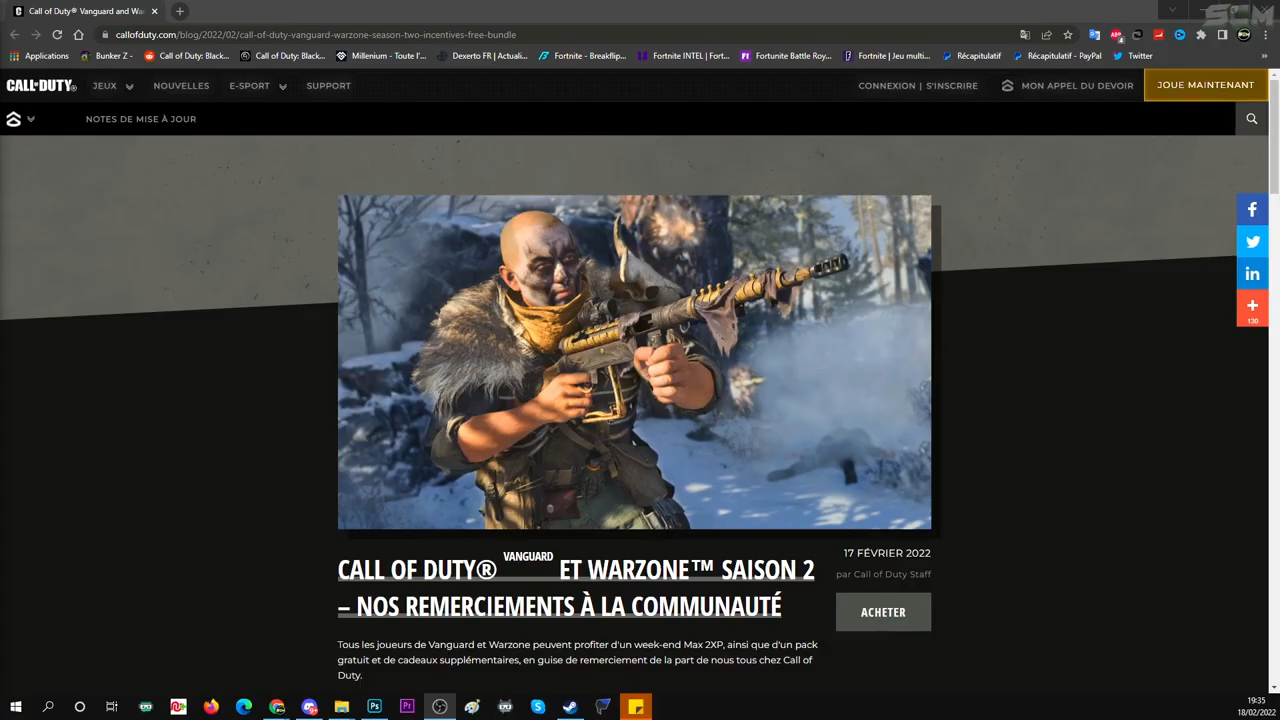 SCM
Call of Duty® Vanguard and Wa
callofduty.com/blog/2022/02/call-of-duty-vanguard-warzone-season-two-incentives-free-bundle
Applications
Bunker Z - ...
Call of Duty: Black...
Call of Duty: Black...
Millenium - Toute l'...
Dexerto FR | Actuali...
Fortnite - Breakflip...
Fortnite INTEL | Fort...
Fortunite Battle Roy...
Fortnite | Jeu multi...
Récapitulatif
Récapitulatif - PayPal
Twitter
»
CALL OF DUTY®
JEUX
NOUVELLES
E-SPORT
SUPPORT
CONNEXION | S'INSCRIRE
MON APPEL DU DEVOIR
JOUE MAINTENANT
NOTES DE MISE À JOUR
130
CALL OF DUTY® VANGUARD ET WARZONE™ SAISON 2
– NOS REMERCIEMENTS À LA COMMUNAUTÉ
17 FÉVRIER 2022
par Call of Duty Staff
ACHETER
Tous les joueurs de Vanguard et Warzone peuvent profiter d'un week-end Max 2XP, ainsi que d'un pack
gratuit et de cadeaux supplémentaires, en guise de remerciement de la part de nous tous chez Call of
Duty.
19:35
18/02/2022